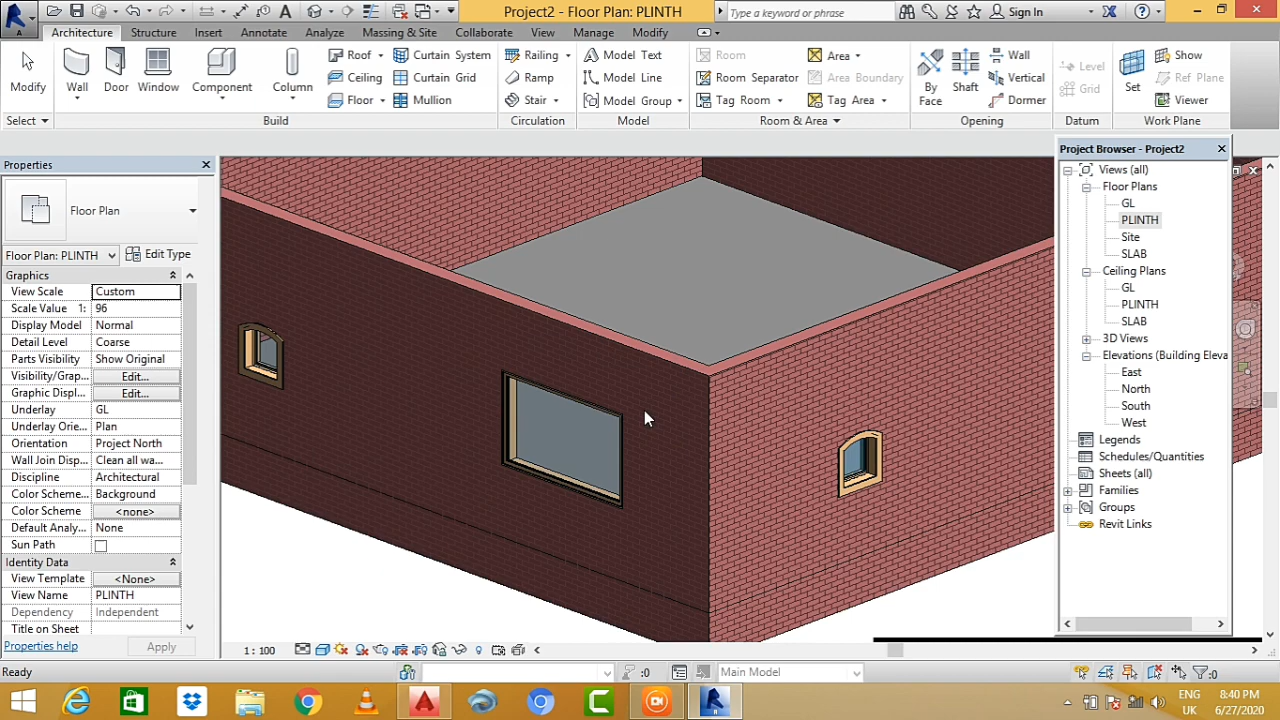 Project2 - Floor Plan: PLINTH
Type a keyword or phrase
Sign In
Architecture Structure Insert Annotate Analyze Massing & Site Collaborate View Manage Modify
Modify
Wall
Door
Window
Component
Column
Roof
Ceiling
Floor
Curtain System
Curtain Grid
Mullion
Railing
Ramp
Stair
Model Text
Model Line
Model Group
Room
Room Separator
Tag Room
Area
Area Boundary
Tag Area
By Face
Shaft
Wall
Vertical
Dormer
Level
Grid
Set
Show
Ref Plane
Viewer
Select Build Circulation Model Room & Area Opening Datum Work Plane
Properties
Floor Plan
Floor Plan: PLINTH Edit Type
Graphics
View Scale Custom
Scale Value 1: 96
Display Model Normal
Detail Level Coarse
Parts Visibility Show Original
Visibility/Grap... Edit...
Graphic Displ... Edit...
Underlay GL
Underlay Orie... Plan
Orientation Project North
Wall Join Disp... Clean all wa...
Discipline Architectural
Color Scheme... Background
Color Scheme <none>
Default Analy... None
Sun Path
Identity Data
View Template <None>
View Name PLINTH
Dependency Independent
Title on Sheet
Properties help Apply
Project Browser - Project2
Views (all)
Floor Plans
GL
PLINTH
Site
SLAB
Ceiling Plans
GL
PLINTH
SLAB
3D Views
Elevations (Building Eleva
East
North
South
West
Legends
Schedules/Quantities
Sheets (all)
Families
Groups
Revit Links
1 : 100
Ready
:0
Main Model
:0
ENG
UK
8:40 PM
6/27/2020